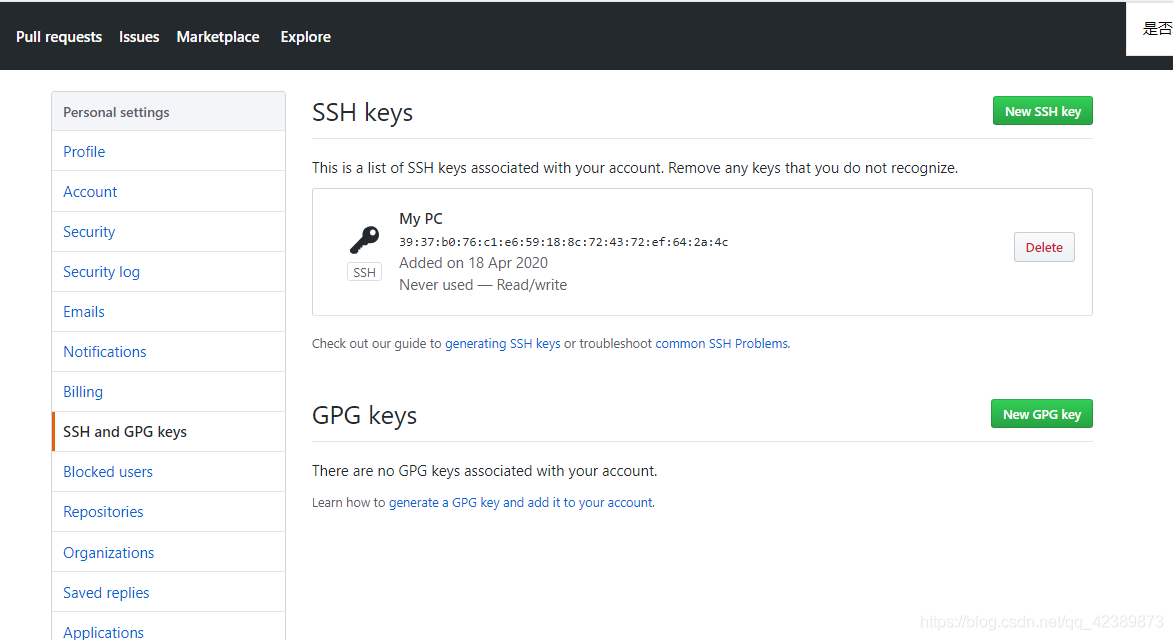 Pull requests Issues Marketplace Explore
是否
Personal settings
Profile
Account
Security
Security log
Emails
Notifications
Billing
SSH and GPG keys
Blocked users
Repositories
Organizations
Saved replies
Applications
SSH keys
New SSH key
This is a list of SSH keys associated with your account. Remove any keys that you do not recognize.
SSH
My PC
39:37:b0:76:c1:e6:59:18:8c:72:43:72:ef:64:2a:4c
Added on 18 Apr 2020
Never used — Read/write
Delete
Check out our guide to generating SSH keys or troubleshoot common SSH Problems.
GPG keys
New GPG key
There are no GPG keys associated with your account.
Learn how to generate a GPG key and add it to your account.
https://blog.csdn.net/qq_42389873